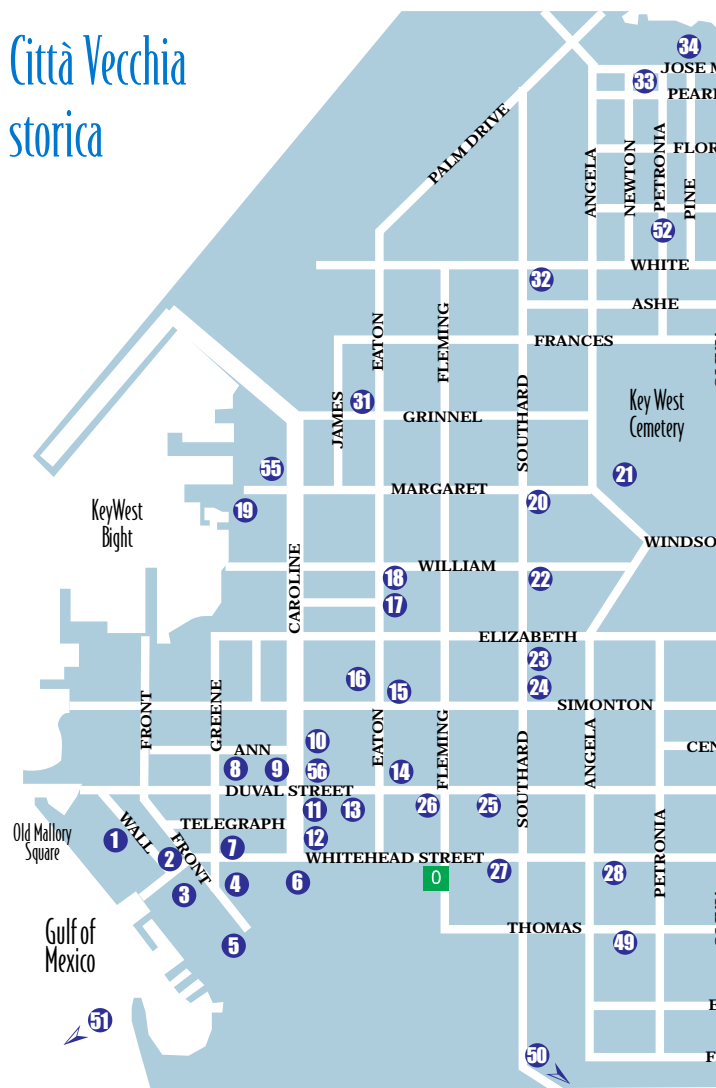 Città Vecchia
storica
34
JOSE M
33
PEARL
PALM DRIVE
FLOR
ANGELA
NEWTON
PETRONIA
PINE
52
WHITE
32
ASHE
FRANCES
EATON
FLEMING
JAMES
31
GRINNEL
SOUTHARD
Key West
Cemetery
21
55
MARGARET
19
20
KeyWest
Bight
WINDSO
CAROLINE
WILLIAM
18
22
17
ELIZABETH
23
16
15
24
SIMONTON
FRONT
GREENE
EATON
FLEMING
SOUTHARD
ANGELA
10
ANN
CEN
8
9
56
14
DUVAL STREET
11
13
26
25
TELEGRAPH
WALL
FRONT
Old Mallory
Square
1
2
7
12
WHITEHEAD STREET
PETRONIA
3
4
6
0
27
28
THOMAS
49
5
Gulf of
Mexico
51
50
E
F